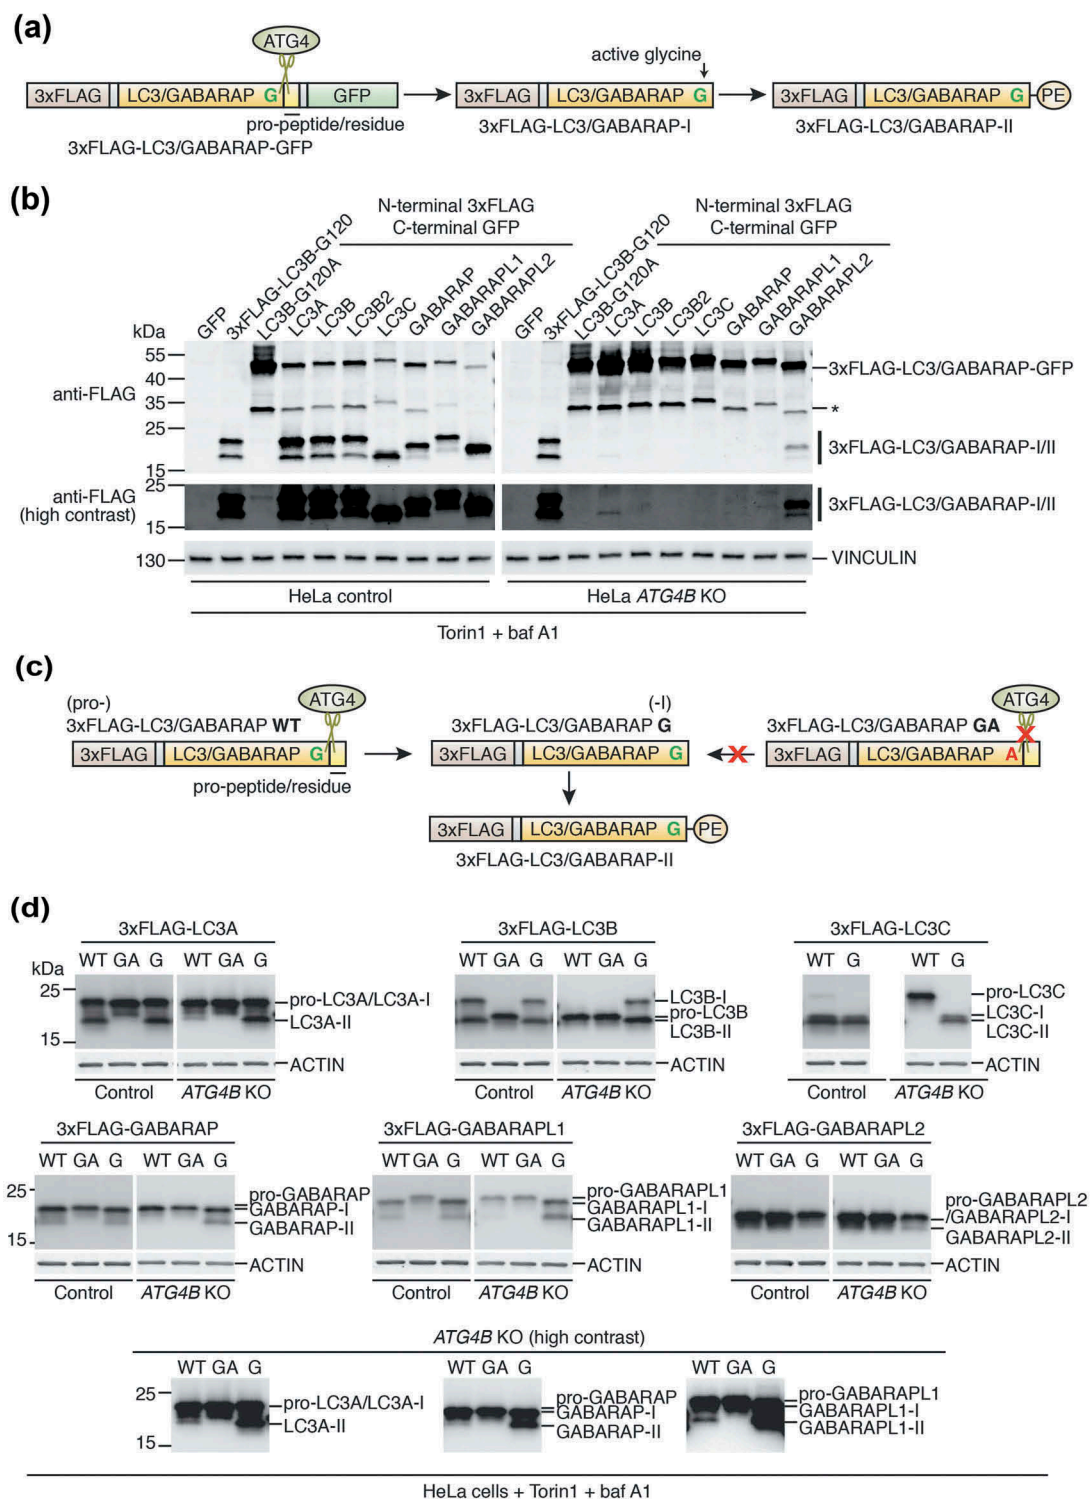 (a)
ATG4
active glycine
3xFLAG LC3/GABARAP G GFP
3xFLAG LC3/GABARAP G
3xFLAG LC3/GABARAP G PE
pro-peptide/residue
3xFLAG-LC3/GABARAP-GFP
3xFLAG-LC3/GABARAP-I
3xFLAG-LC3/GABARAP-II
(b)
N-terminal 3xFLAG
C-terminal GFP
N-terminal 3xFLAG
C-terminal GFP
kDa
GFP
3xFLAG-LC3B-G120
LC3B-G120A
LC3A
LC3B
LC3B2
LC3C
GABARAP
GABARAPL1
GABARAPL2
GFP
3xFLAG-LC3B-G120
LC3B-G120A
LC3A
LC3B
LC3B2
LC3C
GABARAP
GABARAPL1
GABARAPL2
anti-FLAG
55
40
35
25
15
3xFLAG-LC3/GABARAP-GFP
*
3xFLAG-LC3/GABARAP-I/II
anti-FLAG
(high contrast)
25
15
3xFLAG-LC3/GABARAP-I/II
130
VINCULIN
HeLa control
HeLa ATG4B KO
Torin1 + baf A1
(c)
(pro-)
3xFLAG-LC3/GABARAP WT
ATG4
3xFLAG LC3/GABARAP G
pro-peptide/residue
(-I)
3xFLAG-LC3/GABARAP G
3xFLAG LC3/GABARAP G
X
3xFLAG-LC3/GABARAP GA
ATG4
X
3xFLAG LC3/GABARAP A
3xFLAG LC3/GABARAP G PE
3xFLAG-LC3/GABARAP-II
(d)
3xFLAG-LC3A
WT GA G WT GA G
kDa
25
15
pro-LC3A/LC3A-I
LC3A-II
ACTIN
Control ATG4B KO
3xFLAG-LC3B
WT GA G WT GA G
LC3B-I
pro-LC3B
LC3B-II
ACTIN
Control ATG4B KO
3xFLAG-LC3C
WT G WT G
pro-LC3C
LC3C-I
LC3C-II
ACTIN
Control ATG4B KO
3xFLAG-GABARAP
WT GA G WT GA G
25
15
pro-GABARAP
GABARAP-I
GABARAP-II
ACTIN
Control ATG4B KO
3xFLAG-GABARAPL1
WT GA G WT GA G
pro-GABARAPL1
GABARAPL1-I
GABARAPL1-II
ACTIN
Control ATG4B KO
3xFLAG-GABARAPL2
WT GA G WT GA G
pro-GABARAPL2
/GABARAPL2-I
GABARAPL2-II
ACTIN
Control ATG4B KO
ATG4B KO (high contrast)
WT GA G
25
15
pro-LC3A/LC3A-I
LC3A-II
WT GA G
pro-GABARAP
GABARAP-I
GABARAP-II
WT GA G
pro-GABARAPL1
GABARAPL1-I
GABARAPL1-II
HeLa cells + Torin1 + baf A1